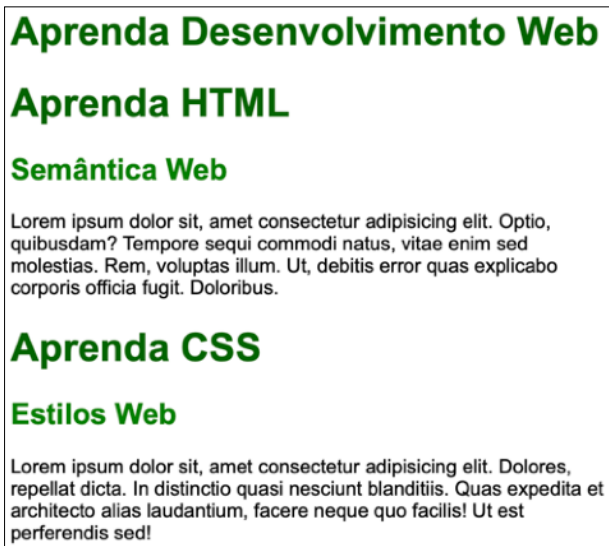 Aprenda Desenvolvimento Web
Aprenda HTML
Semântica Web
Lorem ipsum dolor sit, amet consectetur adipisicing elit. Optio,
quibusdam? Tempore sequi commodi natus, vitae enim sed
molestias. Rem, voluptas illum. Ut, debitis error quas explicabo
corporis officia fugit. Doloribus.
Aprenda CSS
Estilos Web
Lorem ipsum dolor sit, amet consectetur adipisicing elit. Dolores,
repellat dicta. In distinctio quasi nesciunt blanditiis. Quas expedita et
architecto alias laudantium, facere neque quo facilis! Ut est
perferendis sed!